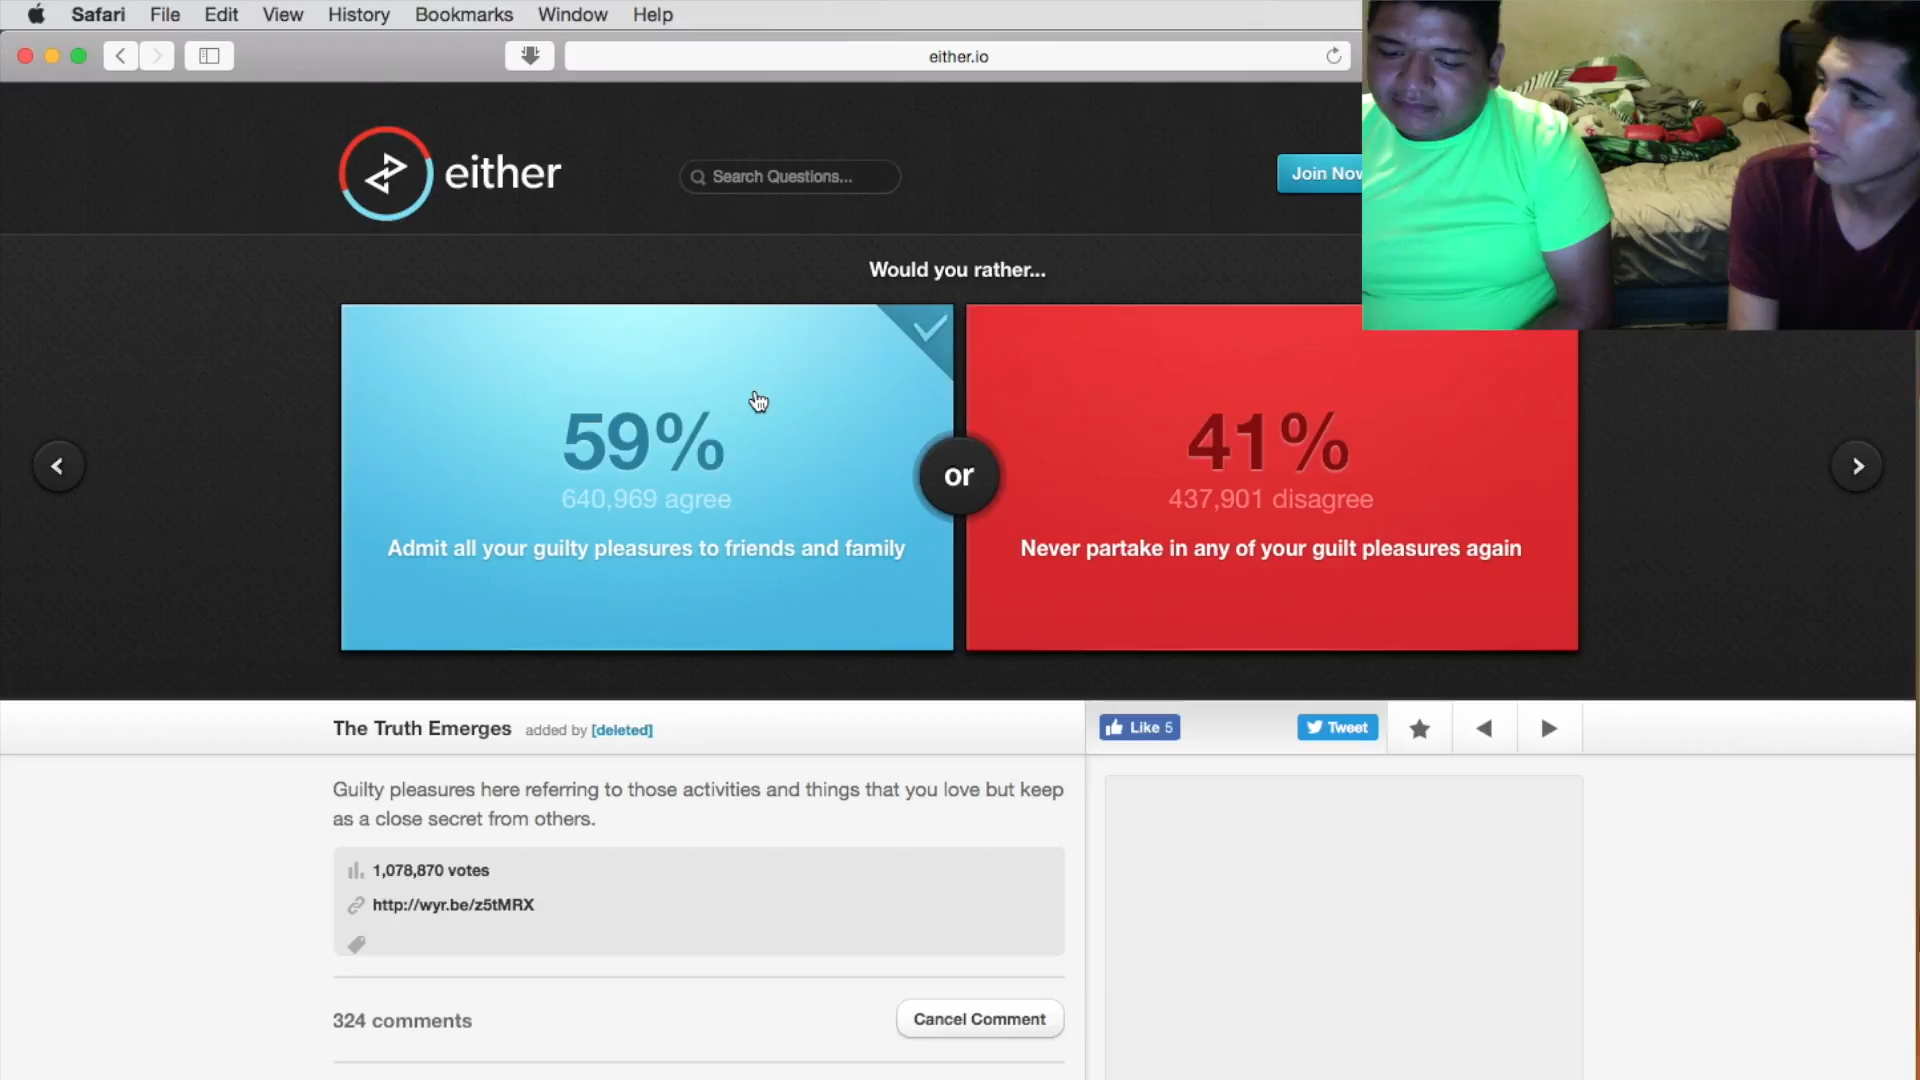 Safari File Edit View History Bookmarks Window Help
either.io
either
Search Questions...
Join Now
Would you rather...
59%
640,969 agree
Admit all your guilty pleasures to friends and family
or
41%
437,901 disagree
Never partake in any of your guilt pleasures again
The Truth Emerges added by [deleted]
Like 5
Tweet
Guilty pleasures here referring to those activities and things that you love but keep
as a close secret from others.
1,078,870 votes
http://wyr.be/z5tMRX
324 comments
Cancel Comment